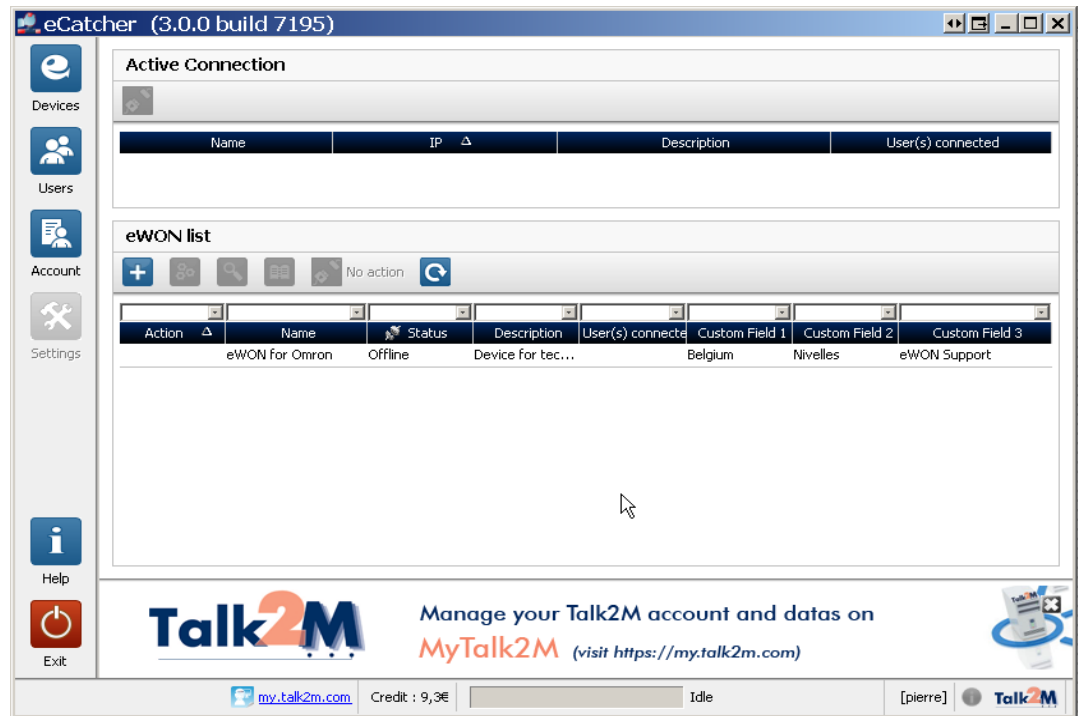 eCatcher (3.0.0 build 7195)
Devices
Users
Account
Settings
Help
Exit
Active Connection
Name IP Description User(s) connected
eWON list
No action
Action Name Status Description User(s) connecte Custom Field 1 Custom Field 2 Custom Field 3
eWON for Omron Offline Device for tec... Belgium Nivelles eWON Support
Talk2M
Manage your Talk2M account and datas on
MyTalk2M (visit https://my.talk2m.com)
my.talk2m.com Credit : 9,3€ Idle [pierre] Talk2M